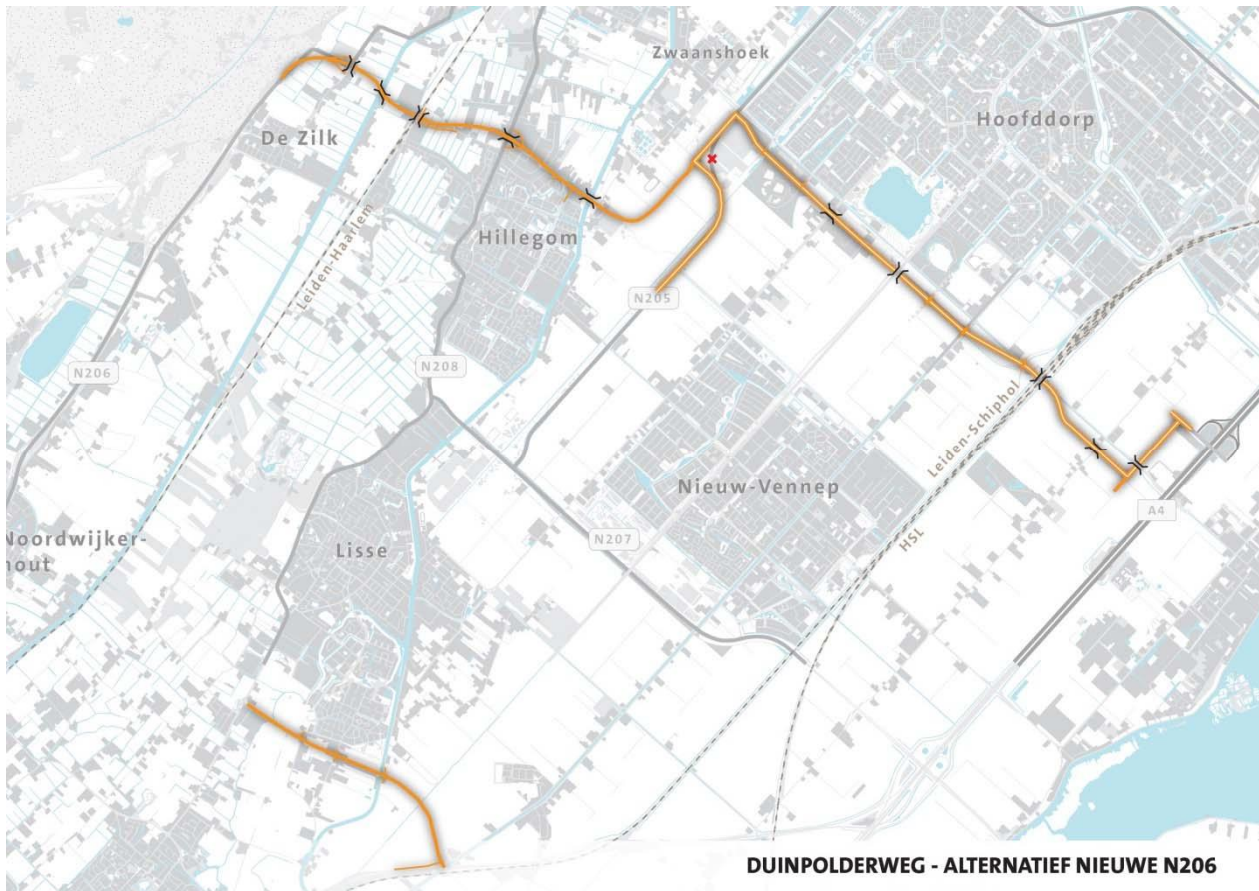 Zwaanshoek
Hoofddorp
De Zilk
Hillegom
Leiden-Haarlem
N205
N206
N208
Leiden-Schiphol
Nieuw-Vennep
A4
Noordwijker-
hout
Lisse
N207
HSL
DUINPOLDERWEG - ALTERNATIEF NIEUWE N206